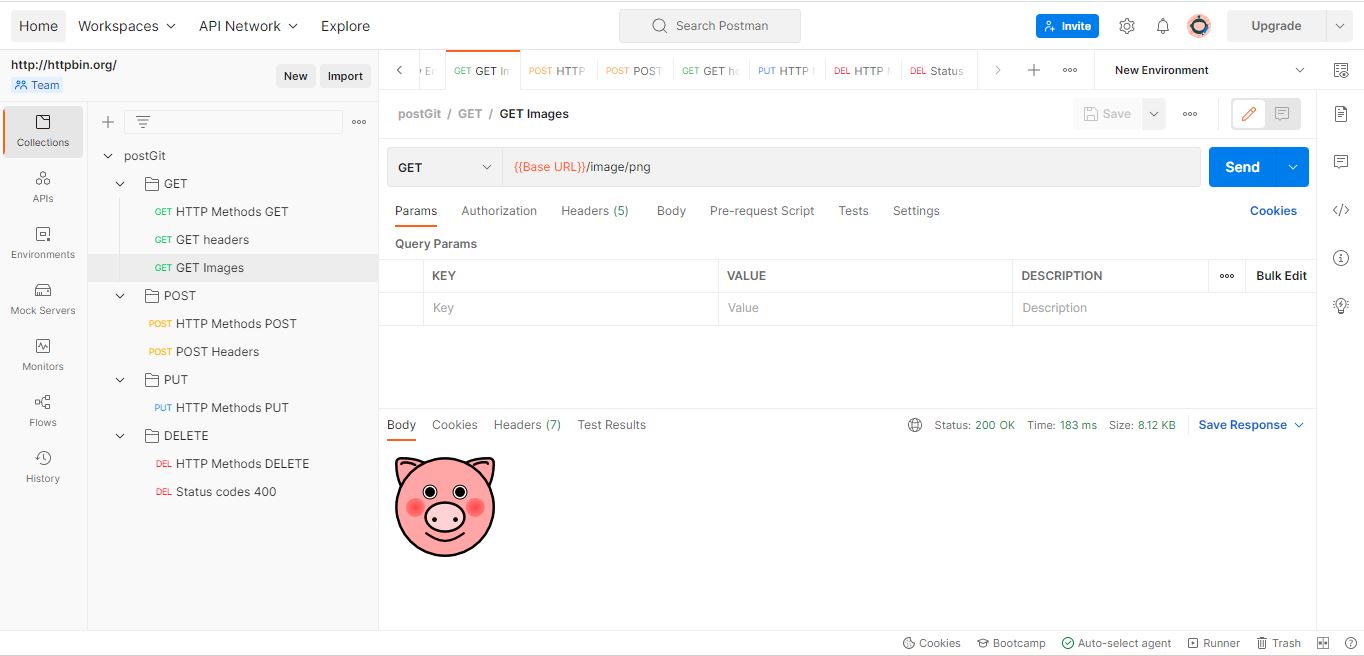 Home Workspaces API Network Explore Search Postman Invite Upgrade
http://httpbin.org/
Team
New Import
GET GET In POST HTTP POST POST GET GET he PUT HTTP DEL HTTP DEL Status
New Environment
Collections
APIs
Environments
Mock Servers
Monitors
Flows
History
postGit
GET
GET HTTP Methods GET
GET GET headers
GET GET Images
POST
POST HTTP Methods POST
POST POST Headers
PUT
PUT HTTP Methods PUT
DELETE
DEL HTTP Methods DELETE
DEL Status codes 400
postGit / GET / GET Images Save
GET {{Base URL}}/image/png Send
Params Authorization Headers (5) Body Pre-request Script Tests Settings Cookies
Query Params
KEY VALUE DESCRIPTION Bulk Edit
Key Value Description
Body Cookies Headers (7) Test Results Status: 200 OK Time: 183 ms Size: 8.12 KB Save Response
Cookies Bootcamp Auto-select agent Runner Trash